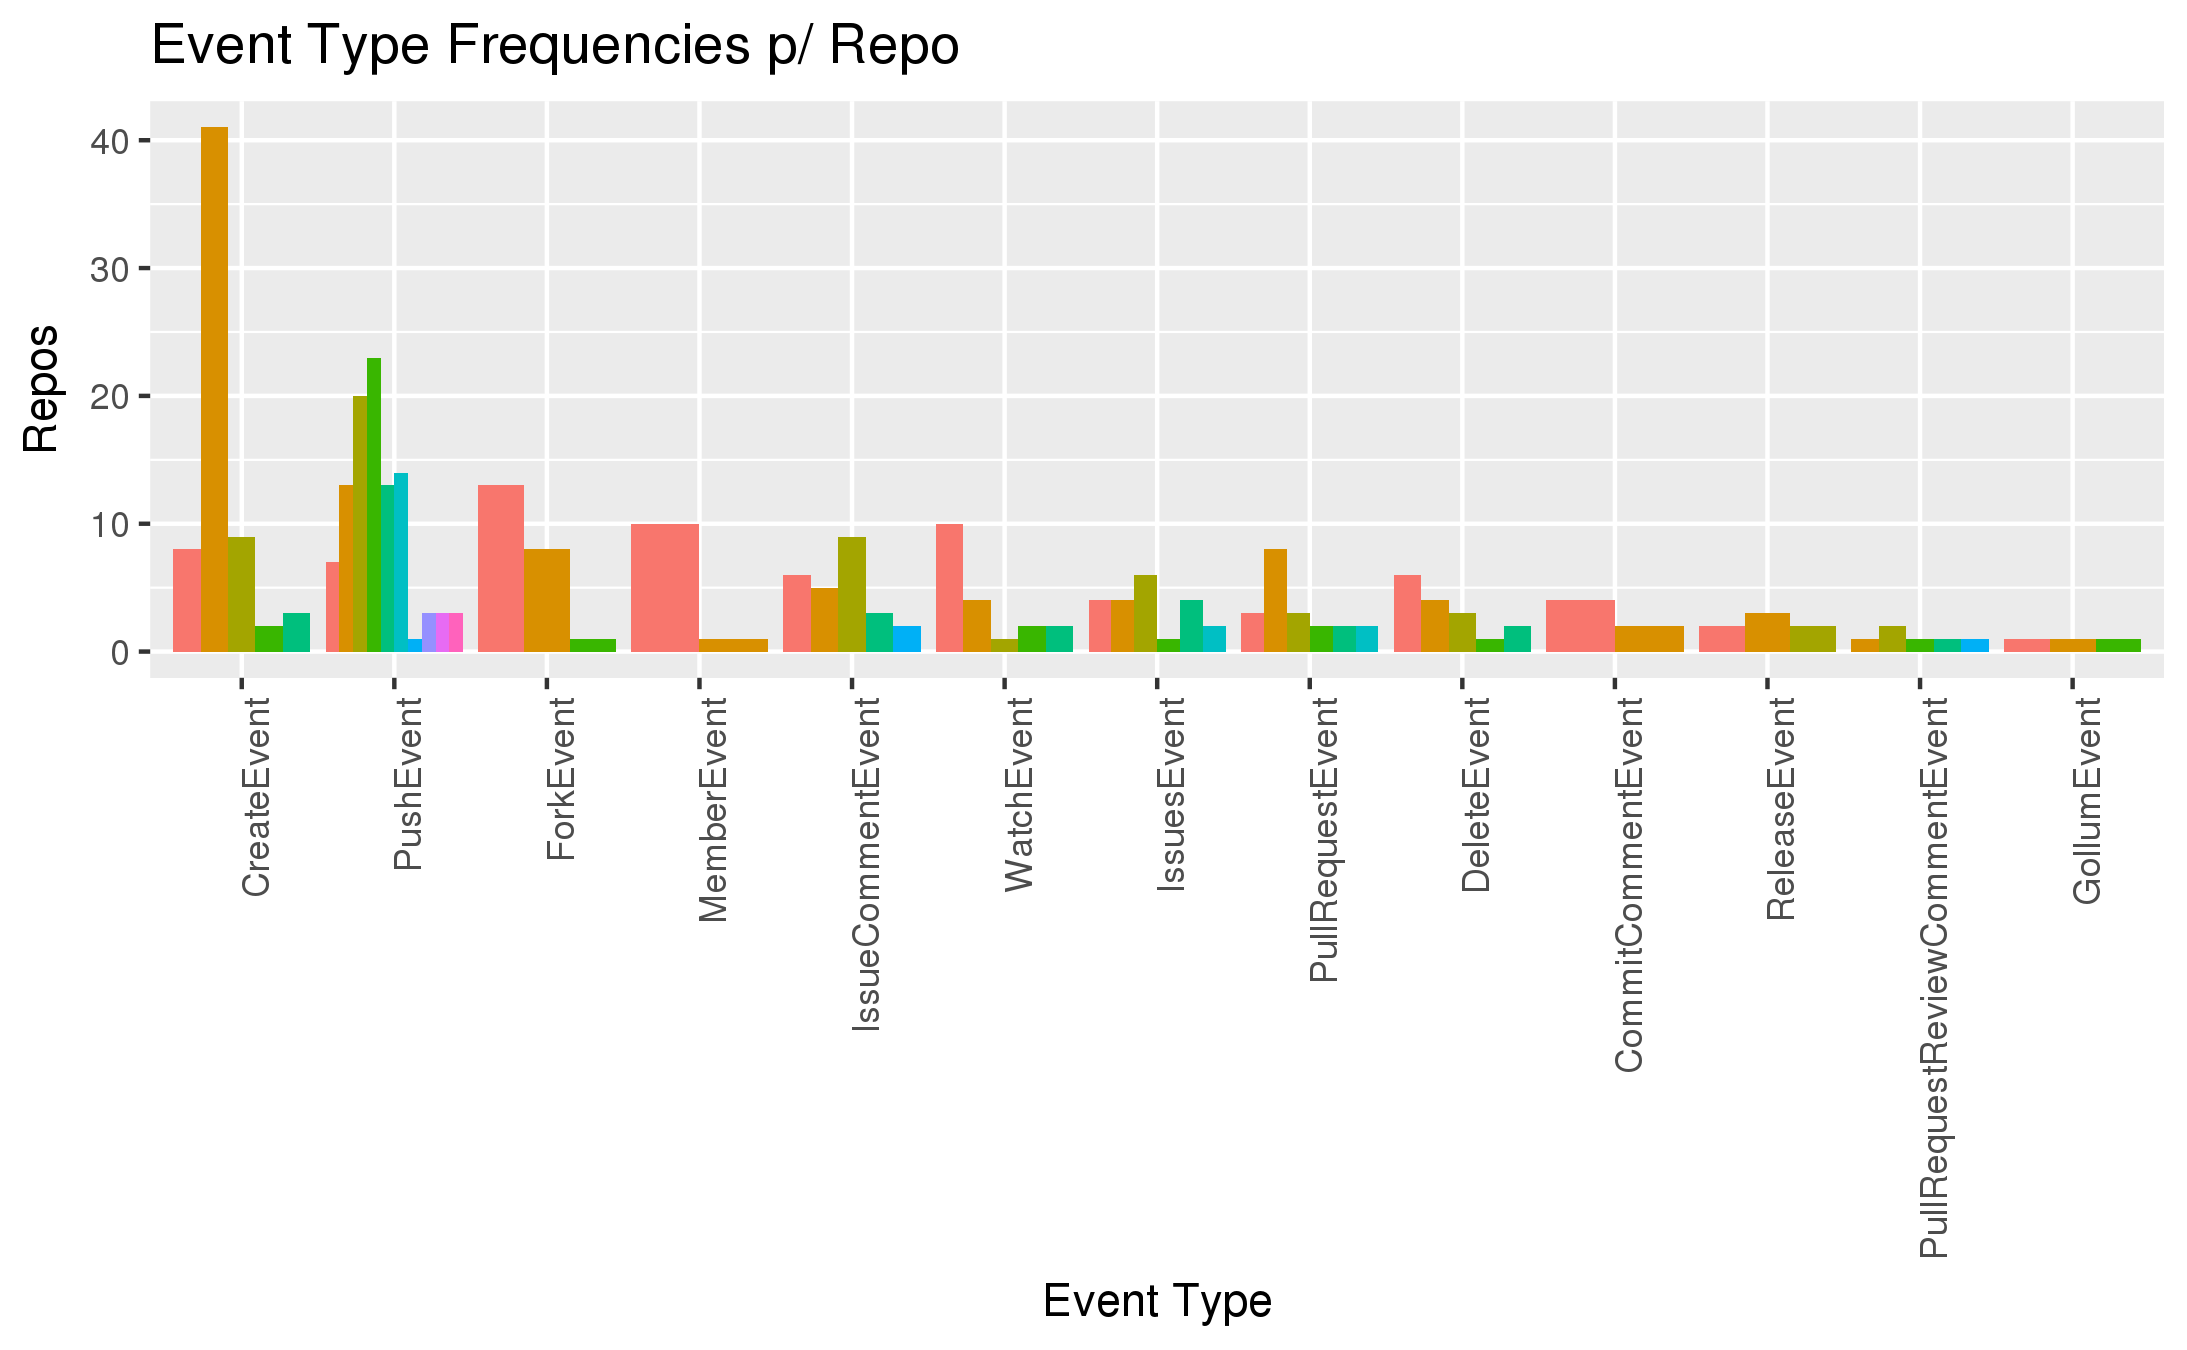 Event Type Frequencies p/ Repo
Repos
40
30
20
10
0
CreateEvent
PushEvent
ForkEvent
MemberEvent
IssueCommentEvent
WatchEvent
IssuesEvent
PullRequestEvent
DeleteEvent
CommitCommentEvent
ReleaseEvent
PullRequestReviewCommentEvent
GollumEvent
Event Type